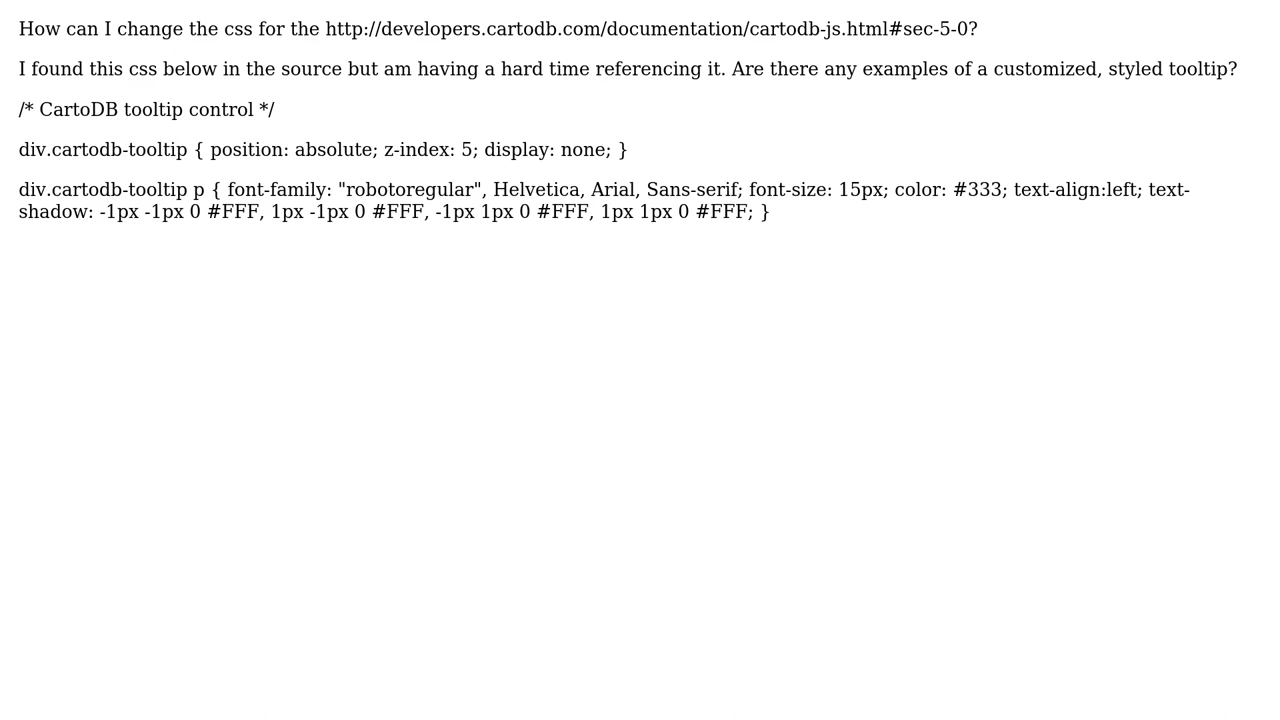 How can I change the css for the http://developers.cartodb.com/documentation/cartodb-js.html#sec-5-0?
I found this css below in the source but am having a hard time referencing it. Are there any examples of a customized, styled tooltip?
/* CartoDB tooltip control */
div.cartodb-tooltip { position: absolute; z-index: 5; display: none; }
div.cartodb-tooltip p { font-family: "robotoregular", Helvetica, Arial, Sans-serif; font-size: 15px; color: #333; text-align:left; text-
shadow: -1px -1px 0 #FFF, 1px -1px 0 #FFF, -1px 1px 0 #FFF, 1px 1px 0 #FFF; }